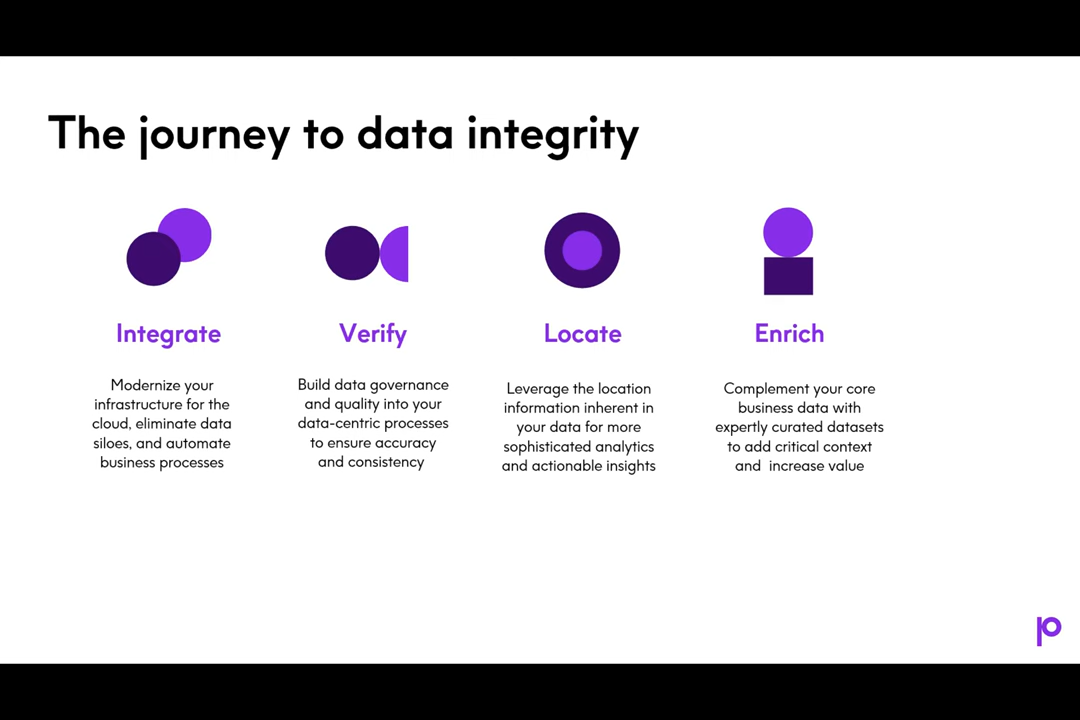 The journey to data integrity
Integrate
Modernize your
infrastructure for the
cloud, eliminate data
siloes, and automate
business processes
Verify
Build data governance
and quality into your
data-centric processes
to ensure accuracy
and consistency
Locate
Leverage the location
information inherent in
your data for more
sophisticated analytics
and actionable insights
Enrich
Complement your core
business data with
expertly curated datasets
to add critical context
and  increase value
p